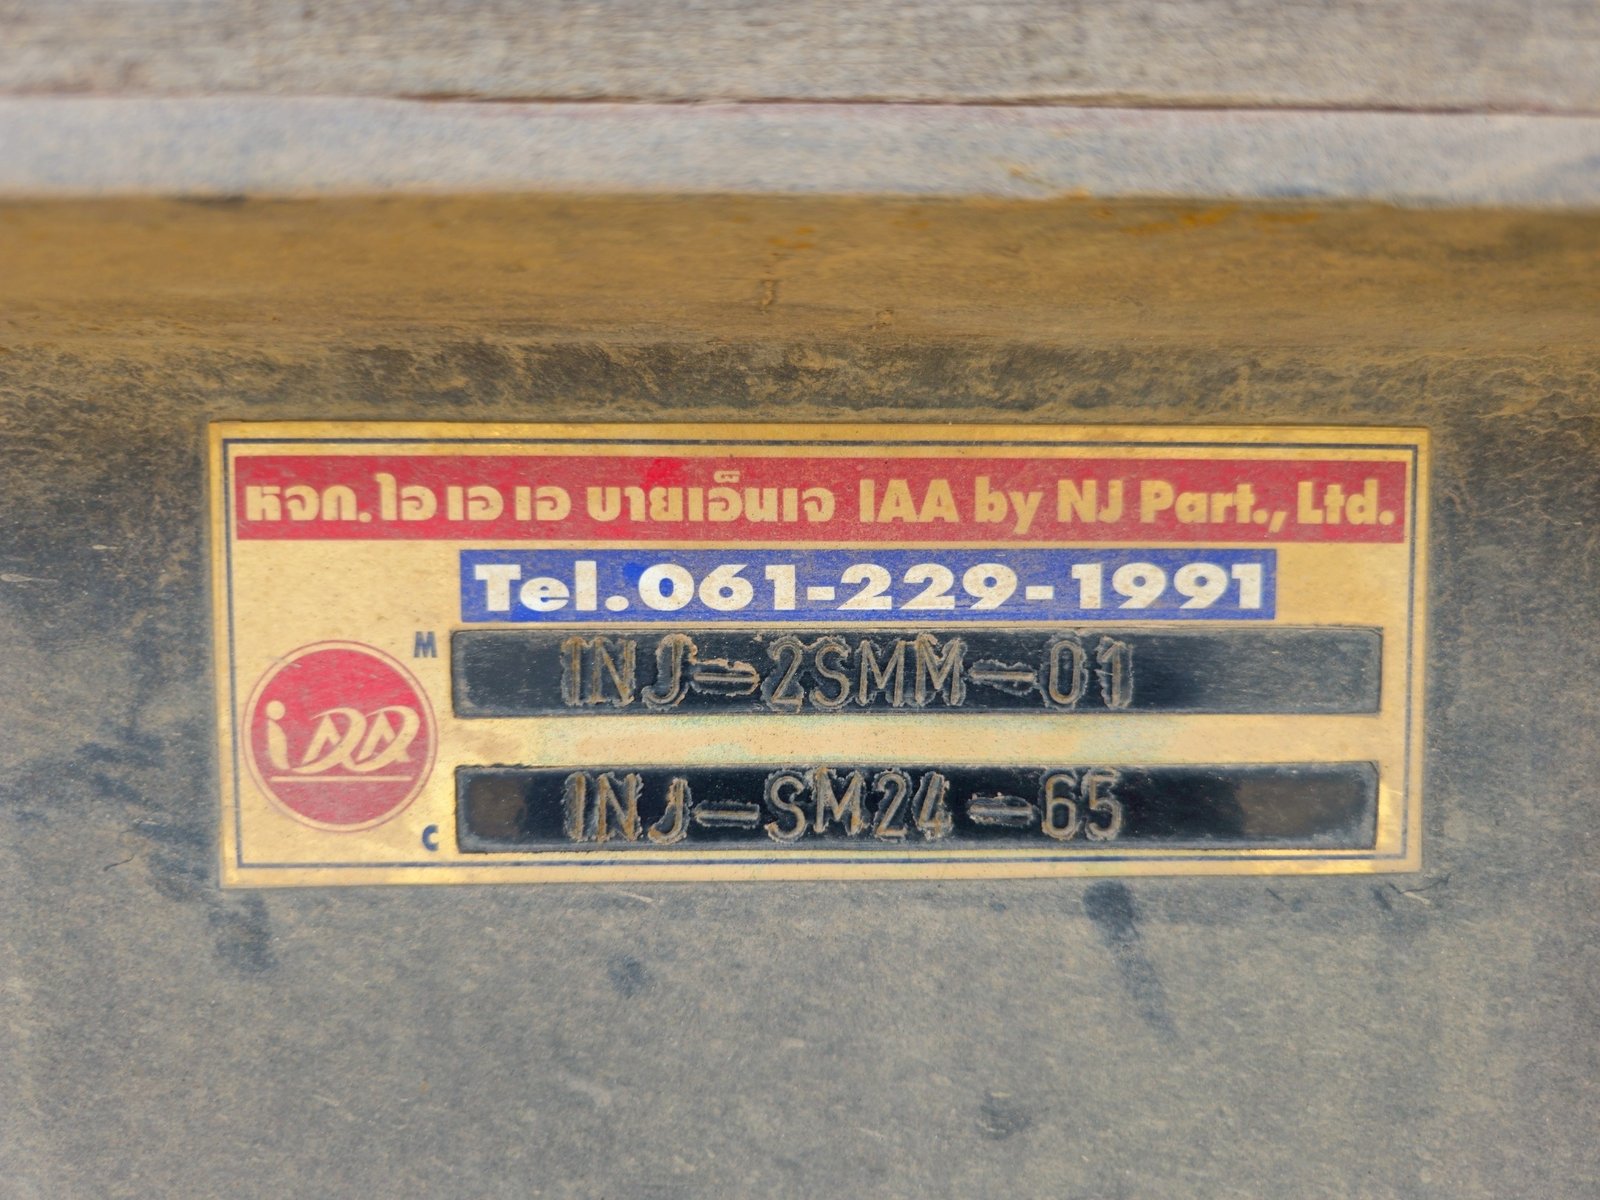 หจก.ไอ เอ เอ บายเอ็นเจ IAA by NJ Part., Ltd.
Tel.061-229-1991
M INJ-2SMM-01
iAA
C INJ-SM24-65